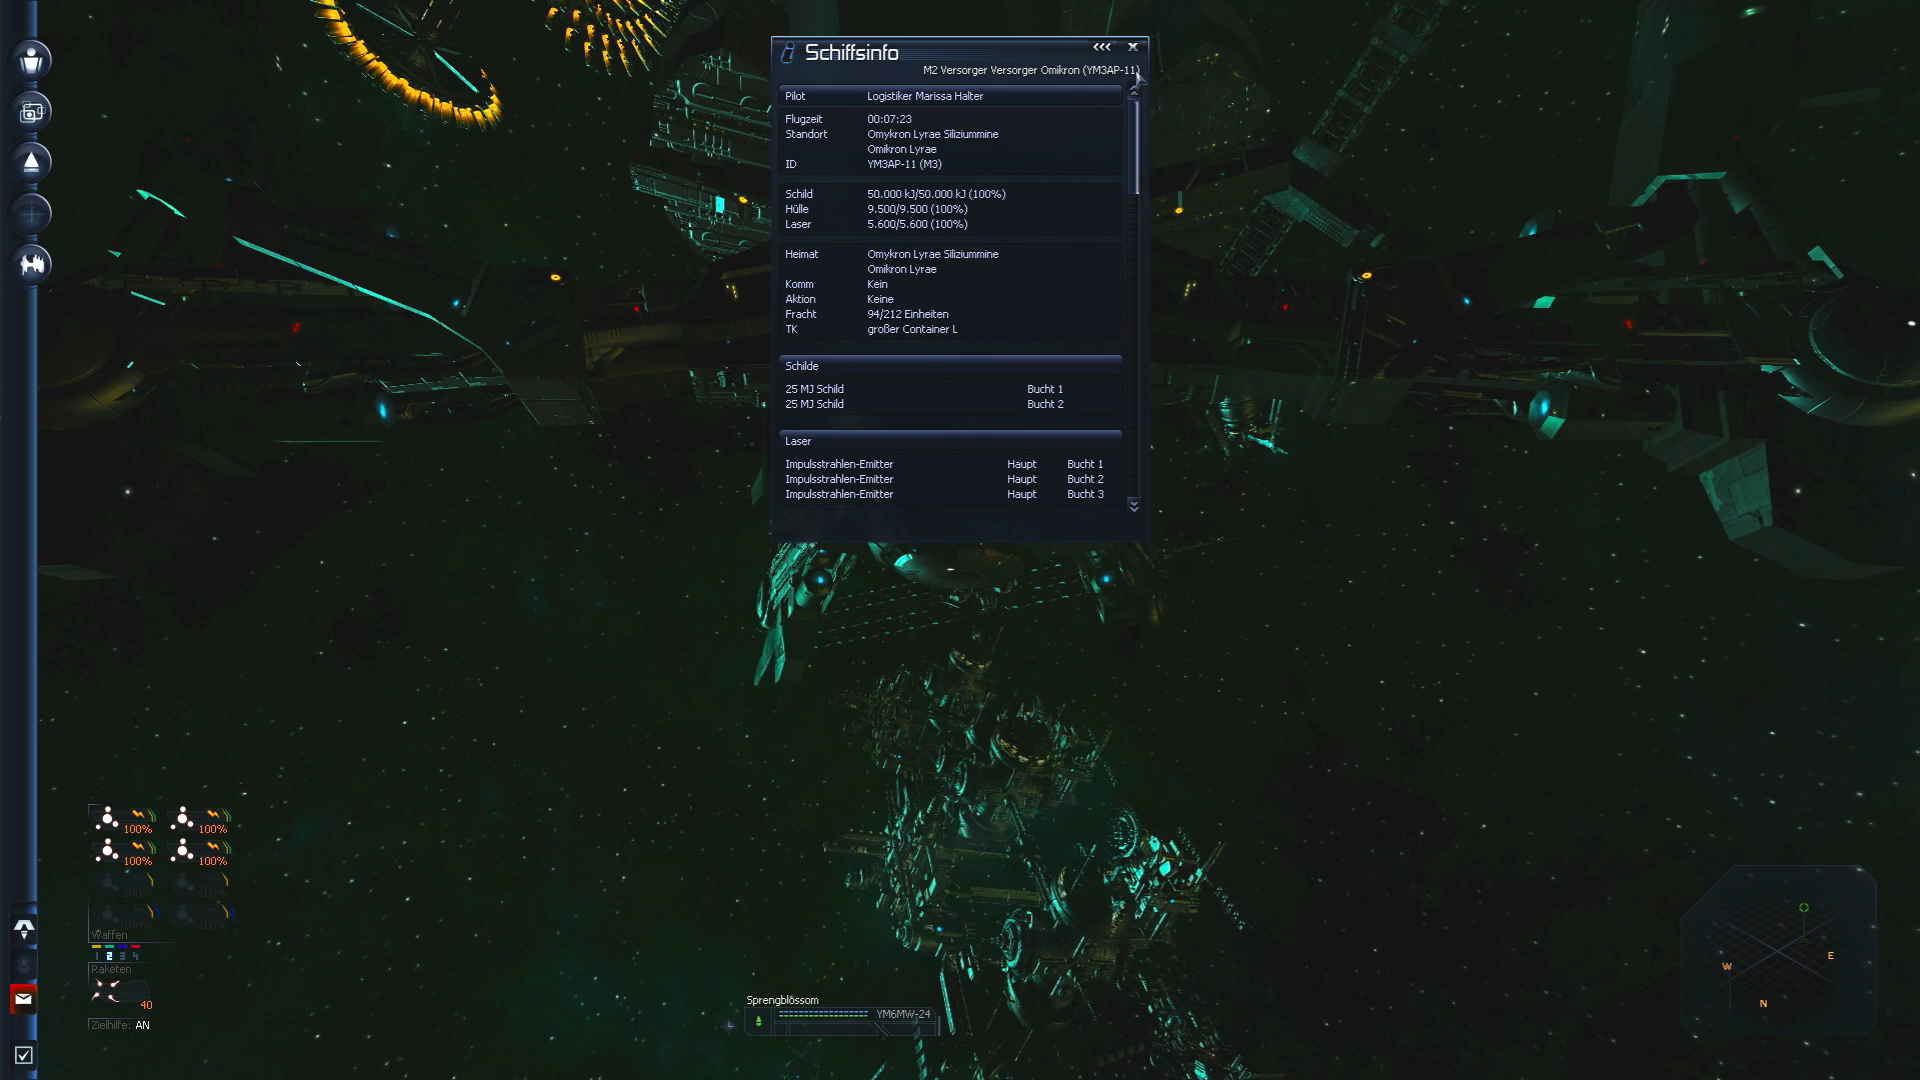 Schiffsinfo
M2 Versorger Versorger Omikron (YM3AP-11)
Pilot Logistiker Marissa Halter
Flugzeit 00:07:23
Standort Omykron Lyrae Siliziummine
Omikron Lyrae
ID YM3AP-11 (M3)
Schild 50.000 kJ/50.000 kJ (100%)
Hülle 9.500/9.500 (100%)
Laser 5.600/5.600 (100%)
Heimat Omykron Lyrae Siliziummine
Omikron Lyrae
Komm Kein
Aktion Keine
Fracht 94/212 Einheiten
TK großer Container L
Schilde
25 MJ Schild Bucht 1
25 MJ Schild Bucht 2
Laser
Impulsstrahlen-Emitter Haupt Bucht 1
Impulsstrahlen-Emitter Haupt Bucht 2
Impulsstrahlen-Emitter Haupt Bucht 3
100% 100%
100% 100%
100% 100%
100% 100%
Waffen
1 2 3 4
Raketen
40
Zielhilfe: AN
Sprengblössom
YM6MW-24
W E
N